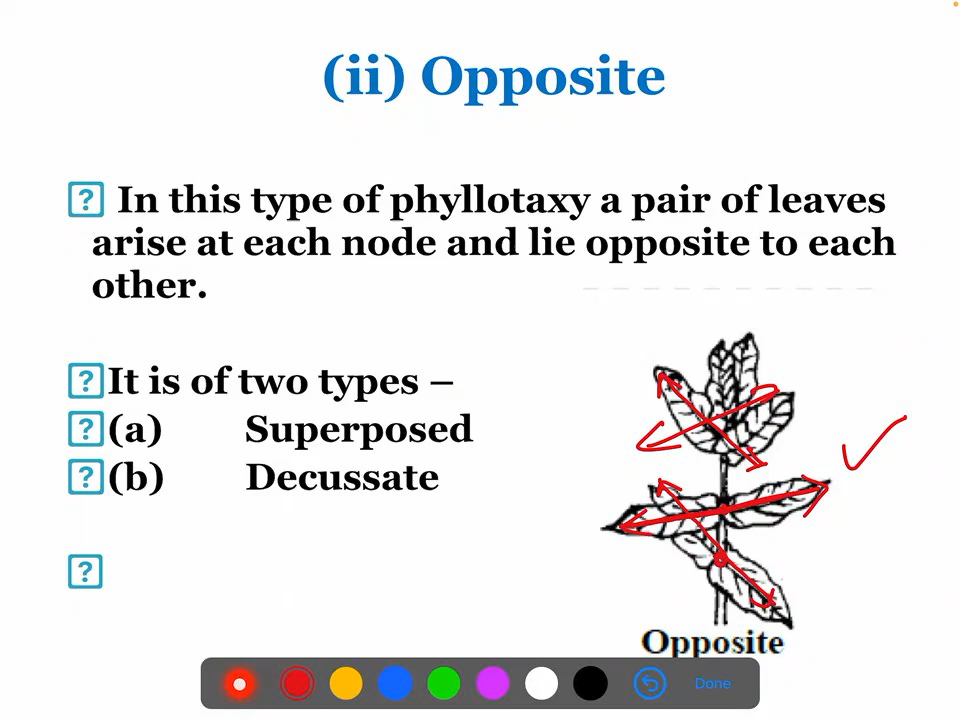 (ii) Opposite
In this type of phyllotaxy a pair of leaves
arise at each node and lie opposite to each
other.
It is of two types –
(a) Superposed
(b) Decussate
Opposite
Done